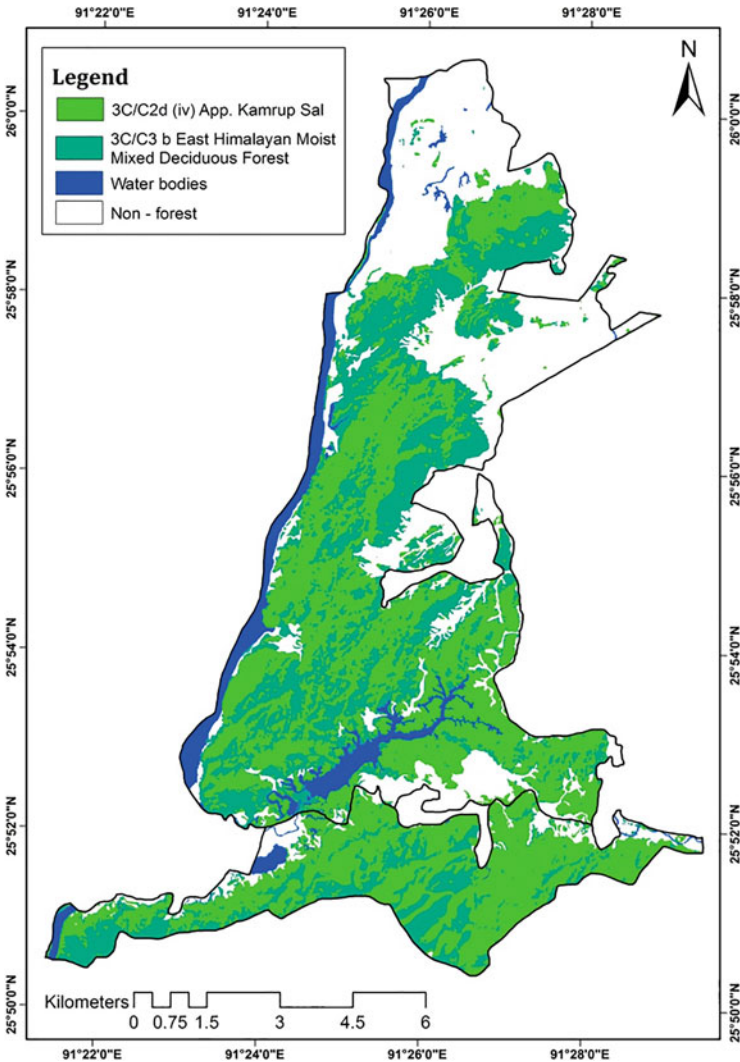 91°22'0"E 91°24'0"E 91°26'0"E 91°28'0"E
N
Legend
3C/C2d (iv) App. Kamrup Sal
3C/C3 b East Himalayan Moist
Mixed Deciduous Forest
Water bodies
Non - forest
26°0'0"N 26°0'0"N
25°58'0"N 25°58'0"N
25°56'0"N 25°56'0"N
25°54'0"N 25°54'0"N
25°52'0"N 25°52'0"N
25°50'0"N 25°50'0"N
Kilometers
0 0.75 1.5 3 4.5 6
91°22'0"E 91°24'0"E 91°26'0"E 91°28'0"E